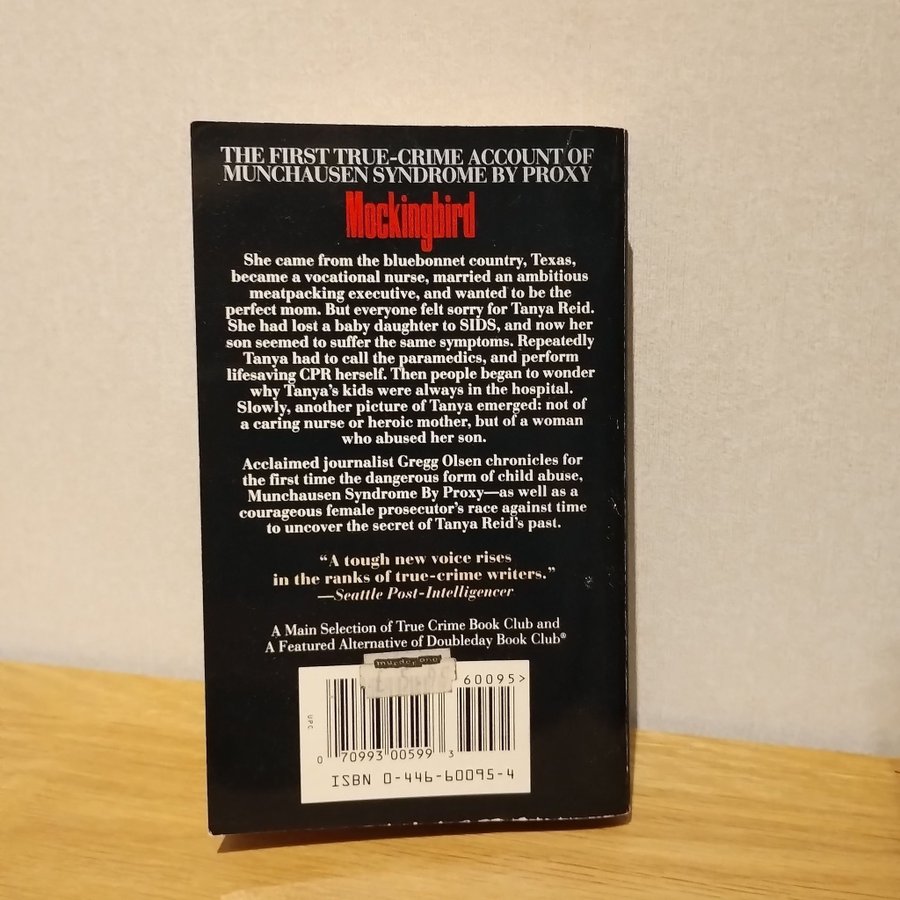 THE FIRST TRUE-CRIME ACCOUNT OF
MUNCHAUSEN SYNDROME BY PROXY
Mockingbird
She came from the bluebonnet country, Texas,
became a vocational nurse, married an ambitious
meatpacking executive, and wanted to be the
perfect mom. But everyone felt sorry for Tanya Reid.
She had lost a baby daughter to SIDS, and now her
son seemed to suffer the same symptoms. Repeatedly
Tanya had to call the paramedics, and perform
lifesaving CPR herself. Then people began to wonder
why Tanya's kids were always in the hospital.
Slowly, another picture of Tanya emerged: not of
a caring nurse or heroic mother, but of a woman
who abused her son.
Acclaimed journalist Gregg Olsen chronicles for
the first time the dangerous form of child abuse,
Munchausen Syndrome By Proxy—as well as a
courageous female prosecutor's race against time
to uncover the secret of Tanya Reid's past.
“A tough new voice rises
in the ranks of true-crime writers.”
—Seattle Post-Intelligencer
A Main Selection of True Crime Book Club and
A Featured Alternative of Doubleday Book Club®
murder one
60095>
UPC
0 70993 00599 3
ISBN 0-446-60095-4